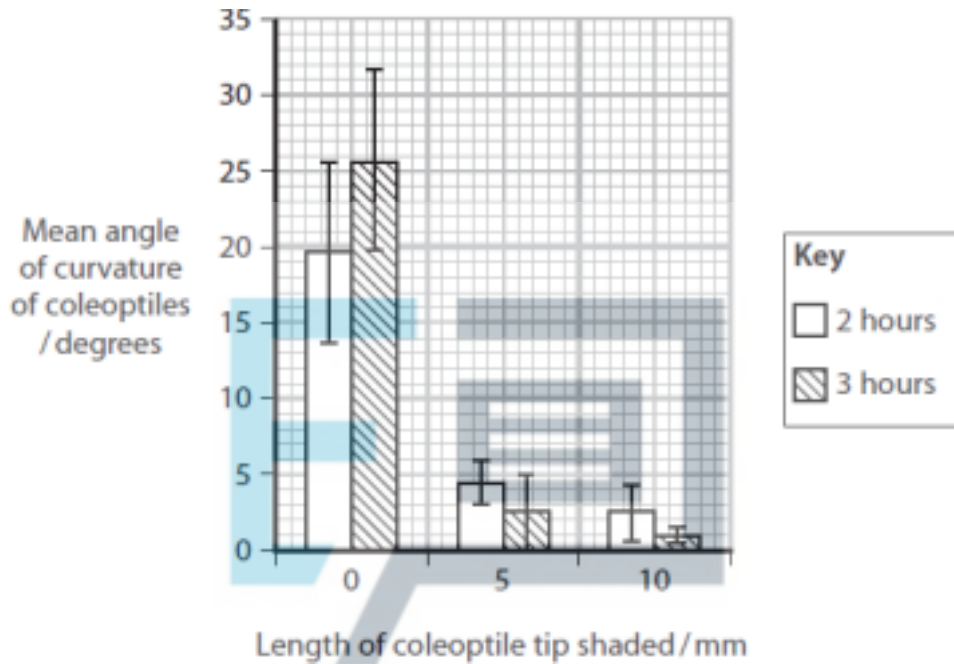 35
30
25
20
15
10
5
0
Mean angle
of curvature
of coleoptiles
/ degrees
0 5 10
Length of coleoptile tip shaded / mm
Key
2 hours
3 hours